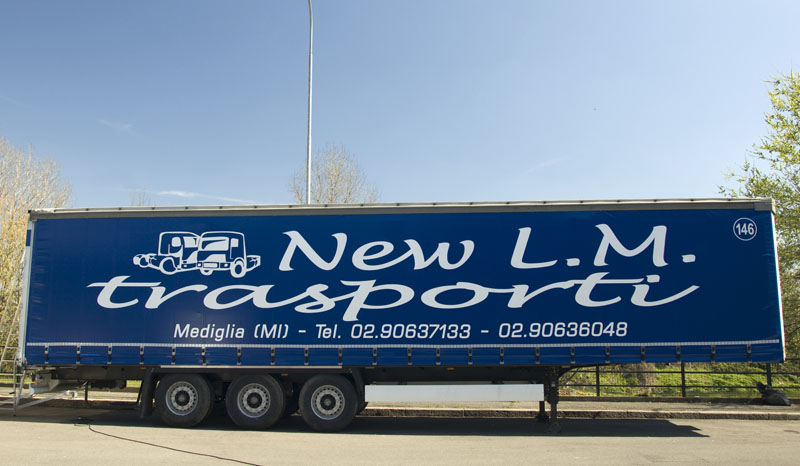 146
New L.M.
trasporti
Mediglia (MI) - Tel. 02.90637133 - 02.90636048